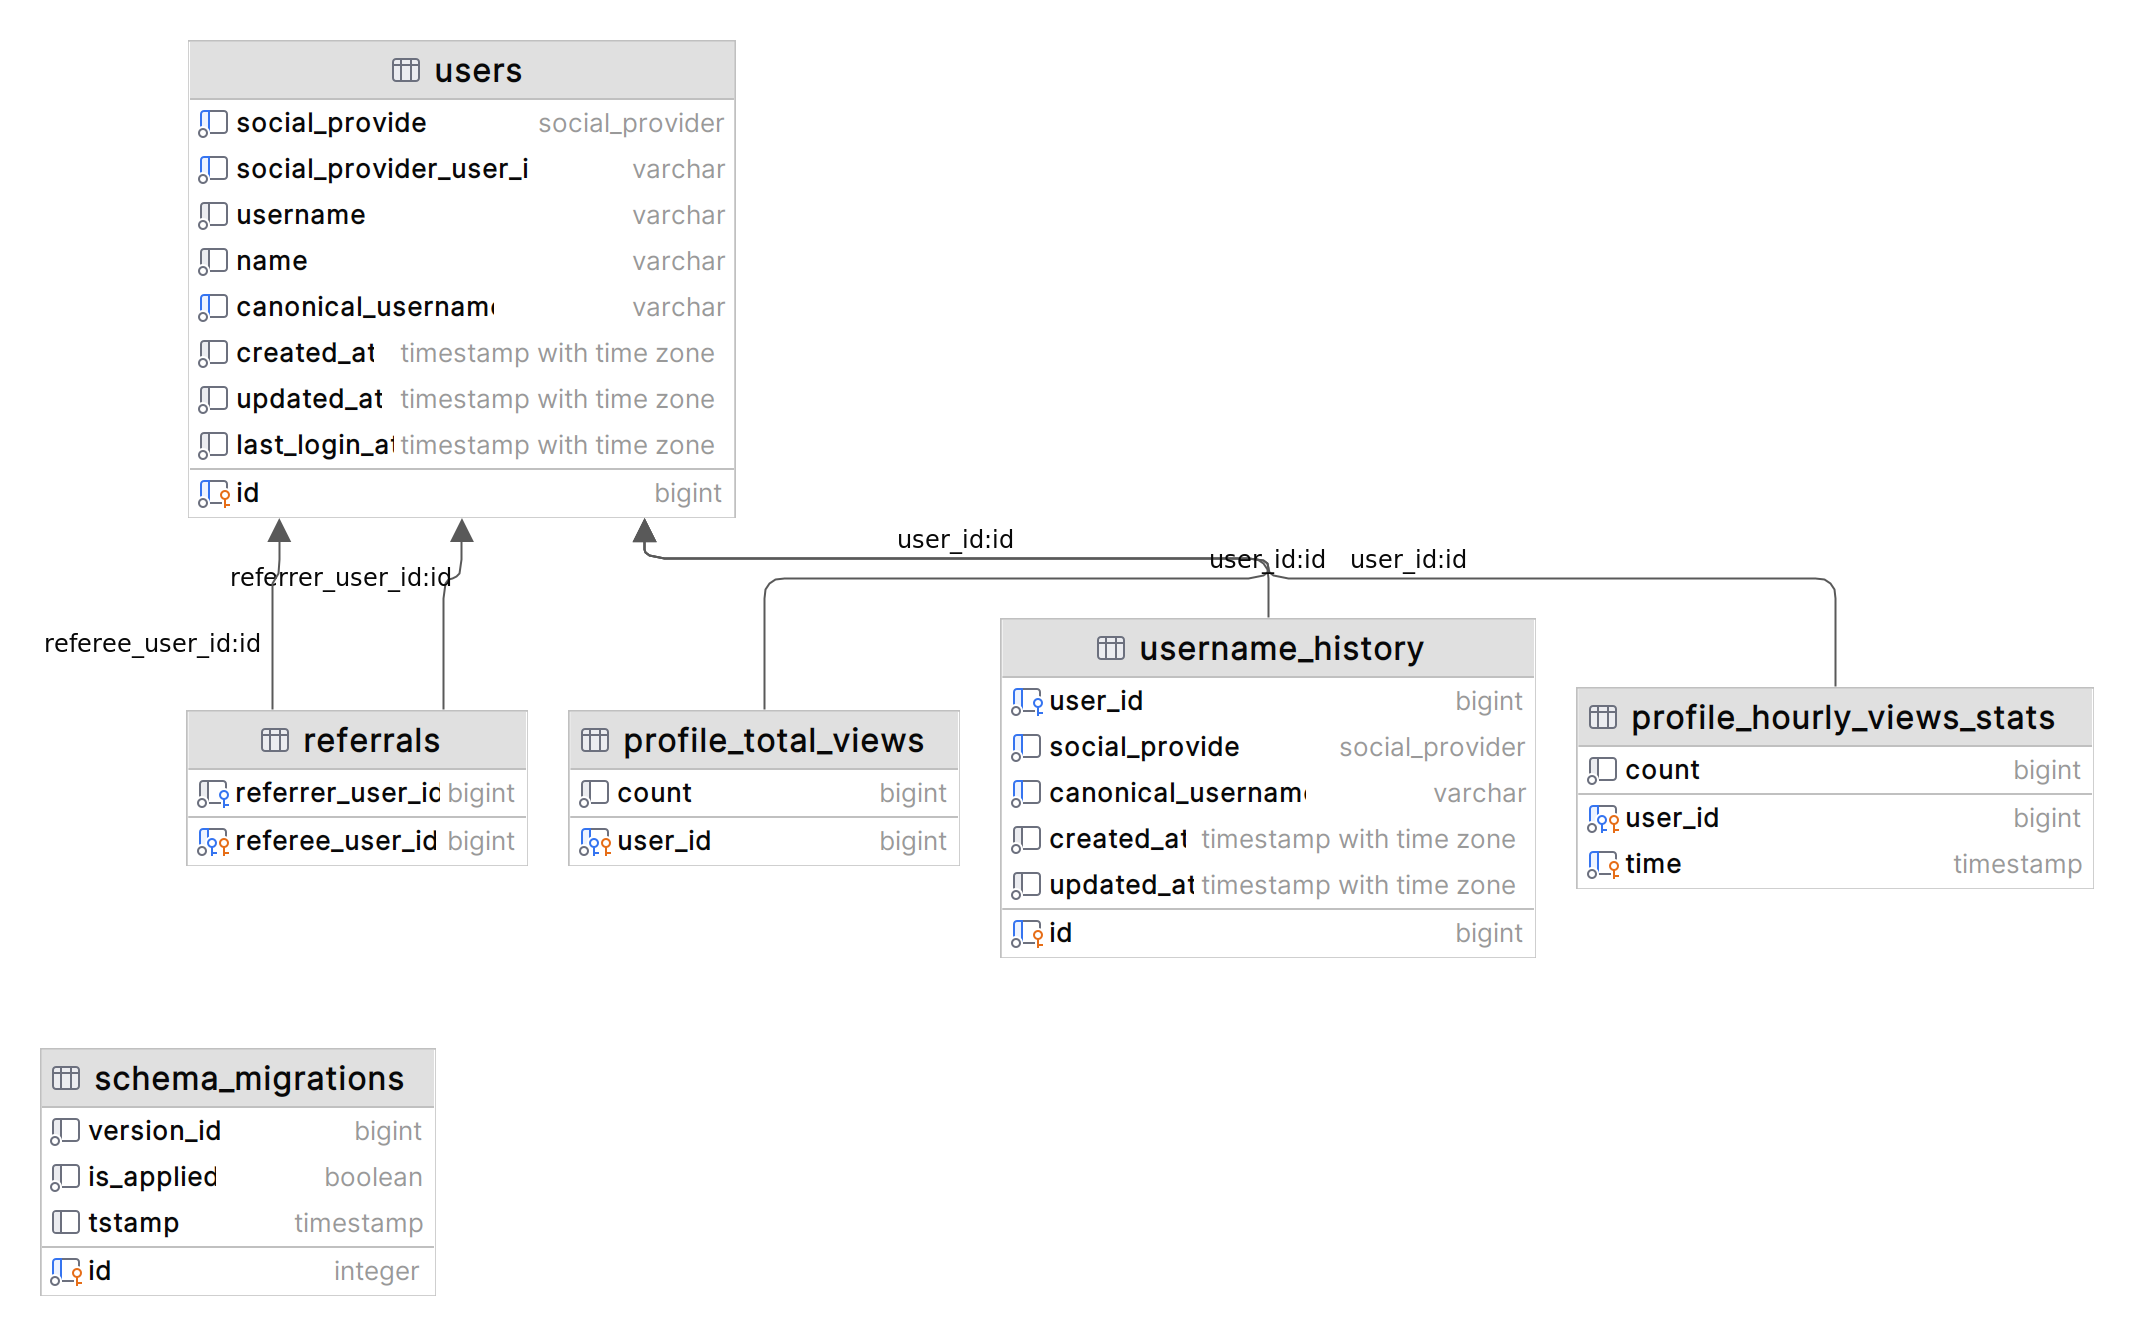 users
social_provide social_provider
social_provider_user_i varchar
username varchar
name varchar
canonical_username varchar
created_at timestamp with time zone
updated_at timestamp with time zone
last_login_at timestamp with time zone
id bigint
user_id:id
user_id:id
user_id:id
referrer_user_id:id
referee_user_id:id
referrals
referrer_user_id bigint
referee_user_id bigint
profile_total_views
count bigint
user_id bigint
username_history
user_id bigint
social_provide social_provider
canonical_username varchar
created_at timestamp with time zone
updated_at timestamp with time zone
id bigint
profile_hourly_views_stats
count bigint
user_id bigint
time timestamp
schema_migrations
version_id bigint
is_applied boolean
tstamp timestamp
id integer